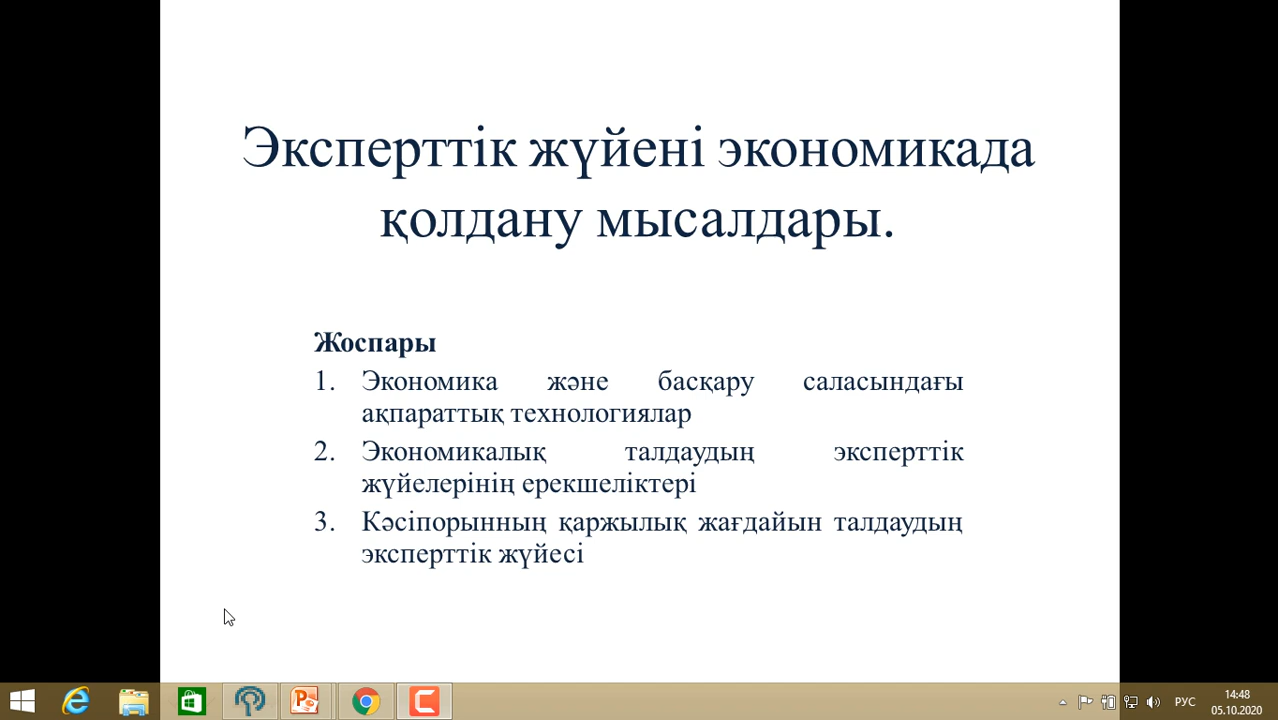 Эксперттік жүйені экономикада
қолдану мысалдары.
Жоспары
1. Экономика және басқару саласындағы
ақпараттық технологиялар
2. Экономикалық талдаудың эксперттік
жүйелерінің ерекшеліктері
3. Кәсіпорынның қаржылық жағдайын талдаудың
эксперттік жүйесі
РУС
14:48
05.10.2020